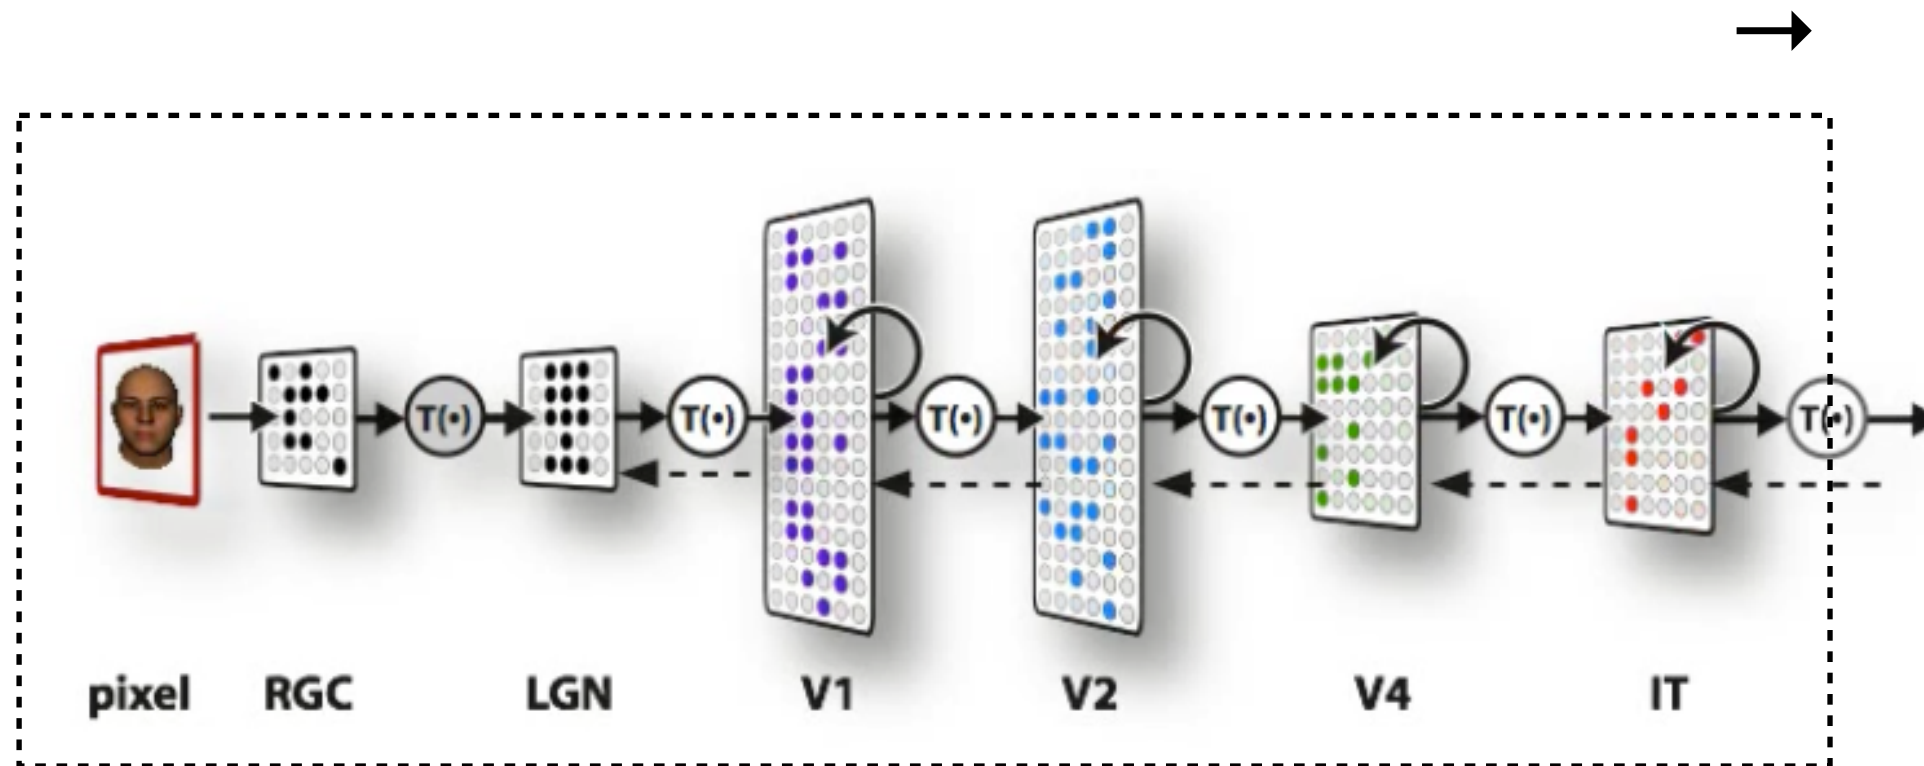 T(•) T(•) T(•) T(•) T(•) T(•)
pixel RGC LGN V1 V2 V4 IT